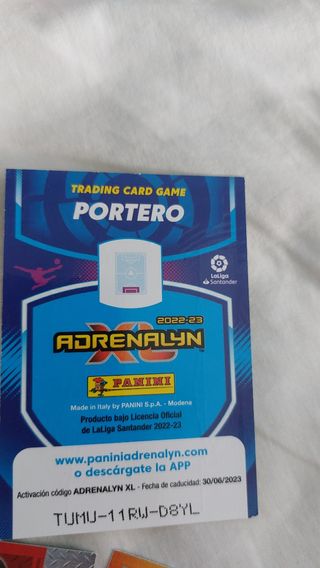 TRADING CARD GAME
PORTERO
LaLiga
Santander
2022-23
ADRENALYN
XL™
PANINI
Made in Italy by PANINI S.p.A. - Modena
Producto bajo Licencia Oficial
de LaLiga Santander 2022-23
www.paniniadrenalyn.com
o descárgate la APP
Activación código ADRENALYN XL - Fecha de caducidad: 30/06/2023
TUMU-11RW-D8YL